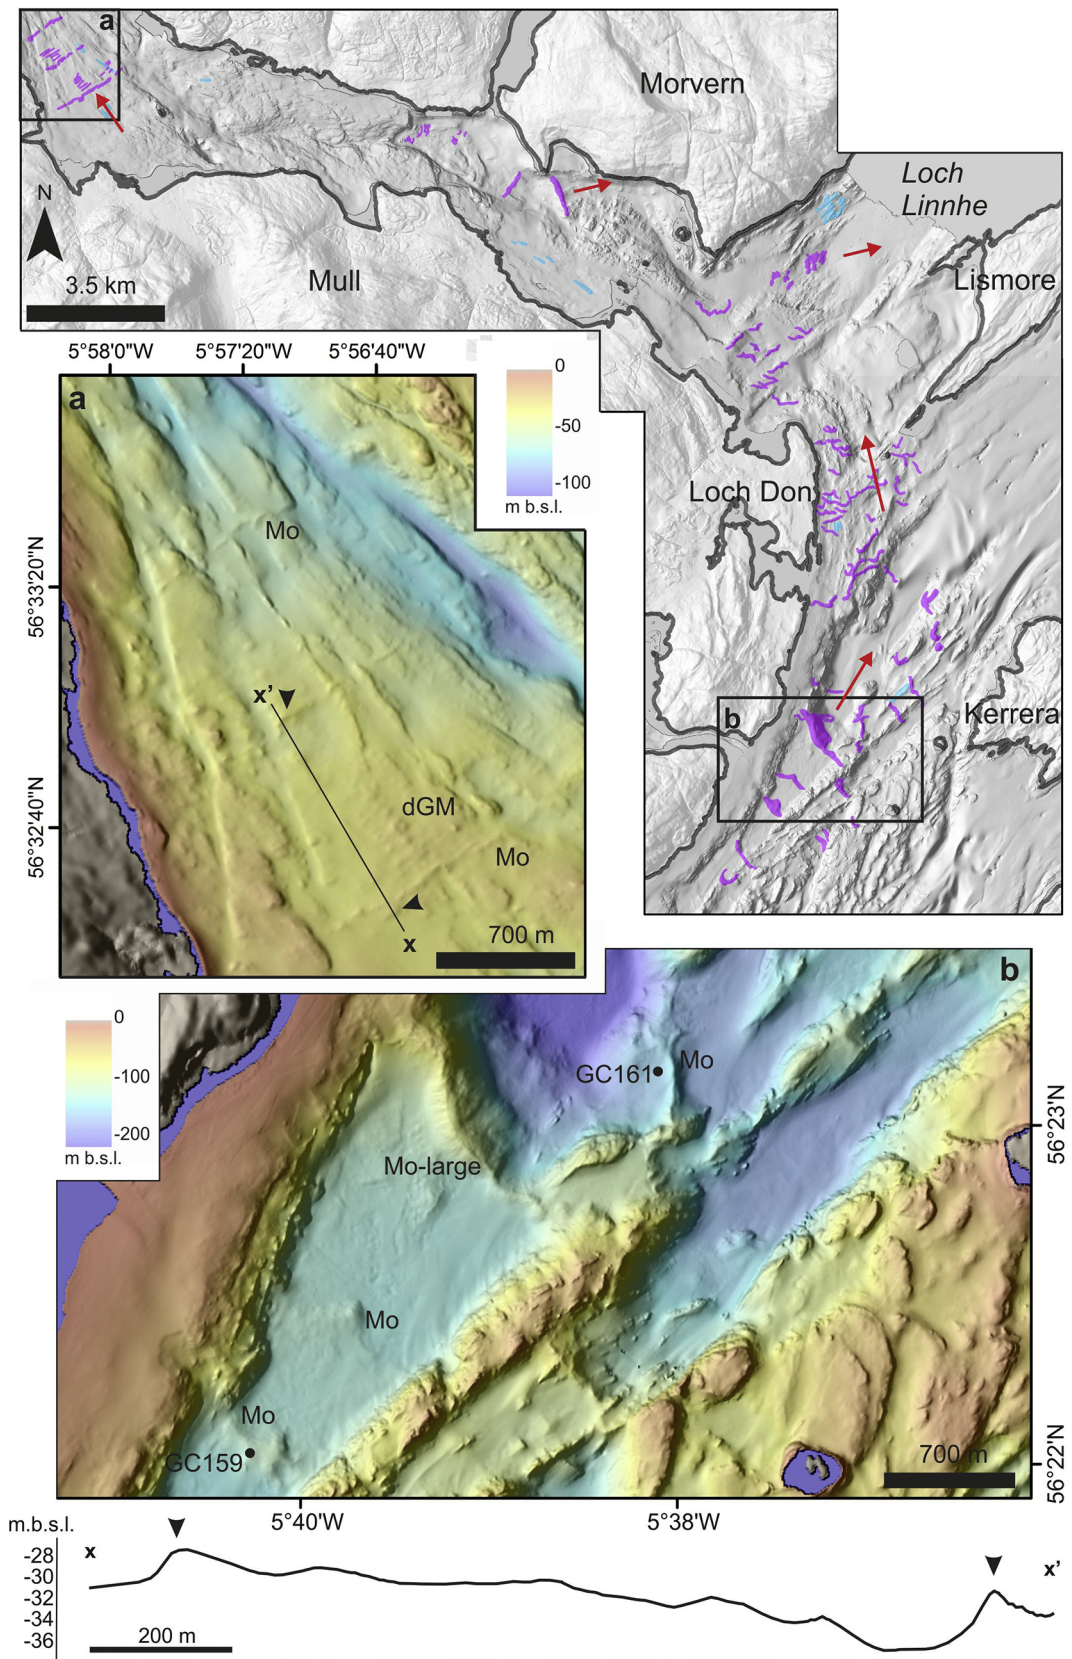 a
Morvern
Loch
Linnhe
N
3.5 km
Mull
Lismore
5°58'0"W
5°57'20"W
5°56'40"W
a
0
-50
-100
m b.s.l.
Loch Don
Mo
56°33'20"N
x'
b
Kerrera
dGM
56°32'40"N
Mo
x
700 m
b
0
-100
-200
m b.s.l.
GC161
Mo
56°23'N
Mo-large
Mo
Mo
GC159
700 m
56°22'N
5°40'W
5°38'W
m.b.s.l.
x
x'
-28
-30
-32
-34
-36
200 m